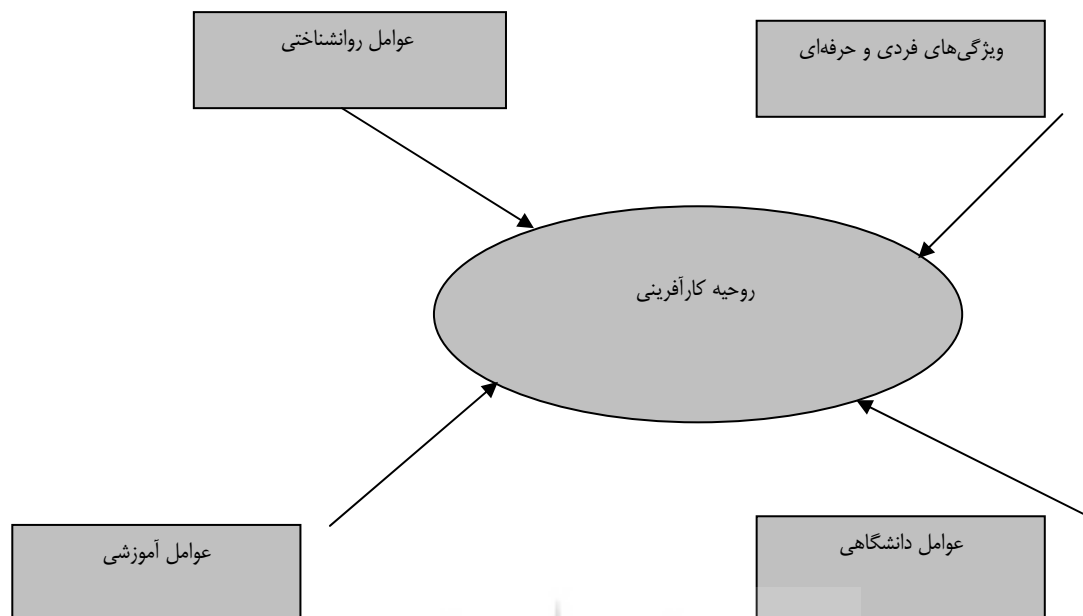 ویژگی‌های فردی و حرفه‌ای
عوامل روانشناختی
روحیه کارآفرینی
عوامل دانشگاهی
عوامل آموزشی